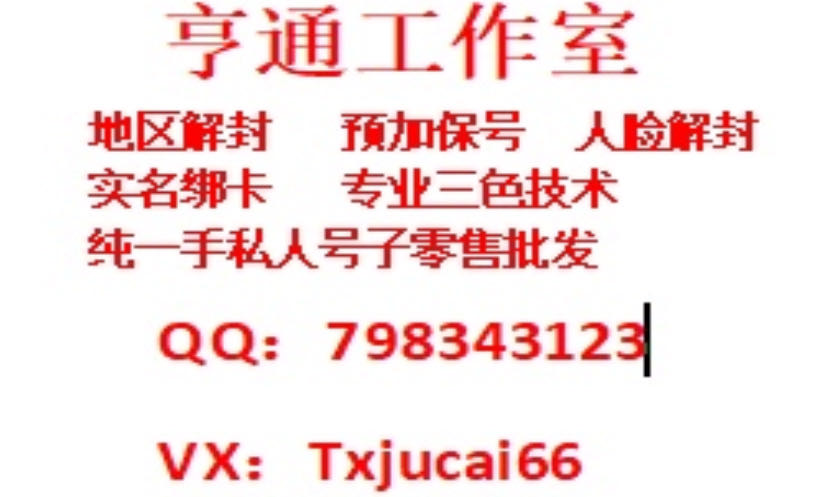 亨通工作室
地区解封 预加保号 人脸解封
实名绑卡 专业三色技术
纯一手私人号子零售批发
QQ：798343123
VX：Txjucai66